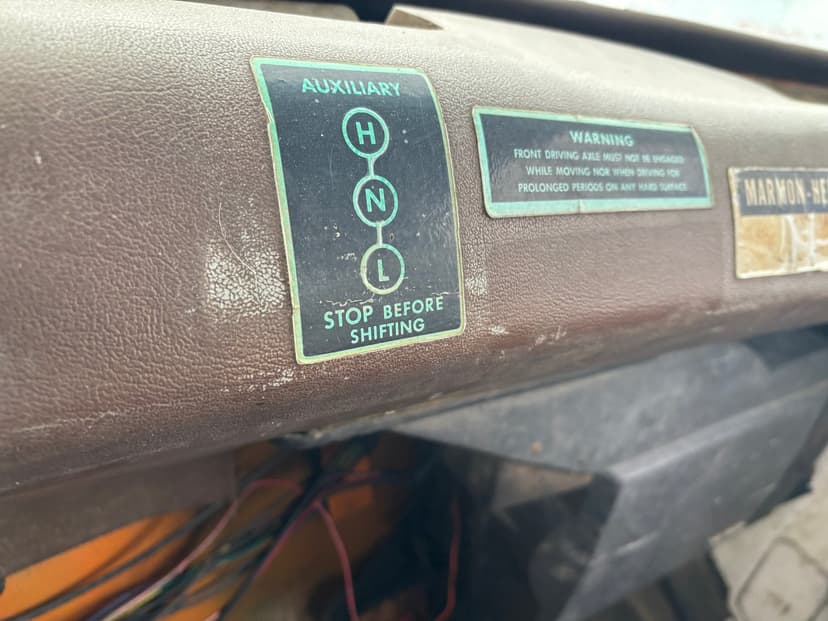 AUXILIARY
H
N
L
STOP BEFORE
SHIFTING
WARNING
FRONT DRIVING AXLE MUST NOT BE ENGAGED
WHILE MOVING NOR WHEN DRIVING FOR
PROLONGED PERIODS ON ANY HARD SURFACE
MARMON-HE